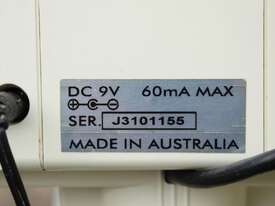 DC 9V 60mA MAX
SER. J3101155
MADE IN AUSTRALIA